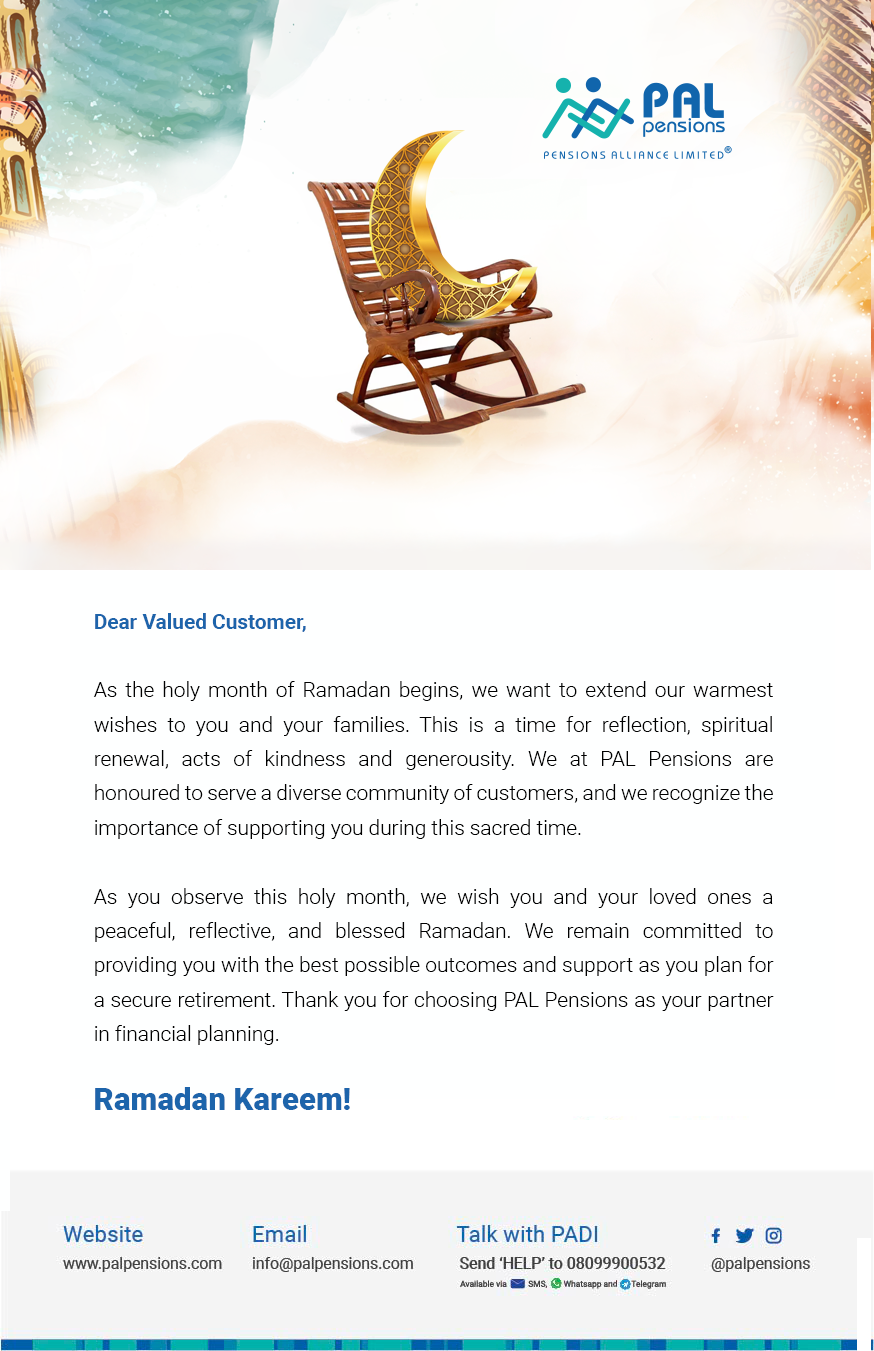 PAL
pensions
PENSIONS ALLIANCE LIMITED®
Dear Valued Customer,
As the holy month of Ramadan begins, we want to extend our warmest
wishes to you and your families. This is a time for reflection, spiritual
renewal, acts of kindness and generousity. We at PAL Pensions are
honoured to serve a diverse community of customers, and we recognize the
importance of supporting you during this sacred time.
As you observe this holy month, we wish you and your loved ones a
peaceful, reflective, and blessed Ramadan. We remain committed to
providing you with the best possible outcomes and support as you plan for
a secure retirement. Thank you for choosing PAL Pensions as your partner
in financial planning.
Ramadan Kareem!
Website
www.palpensions.com
Email
info@palpensions.com
Talk with PADI
Send ‘HELP’ to 08099900532
Available via SMS, Whatsapp and Telegram
@palpensions